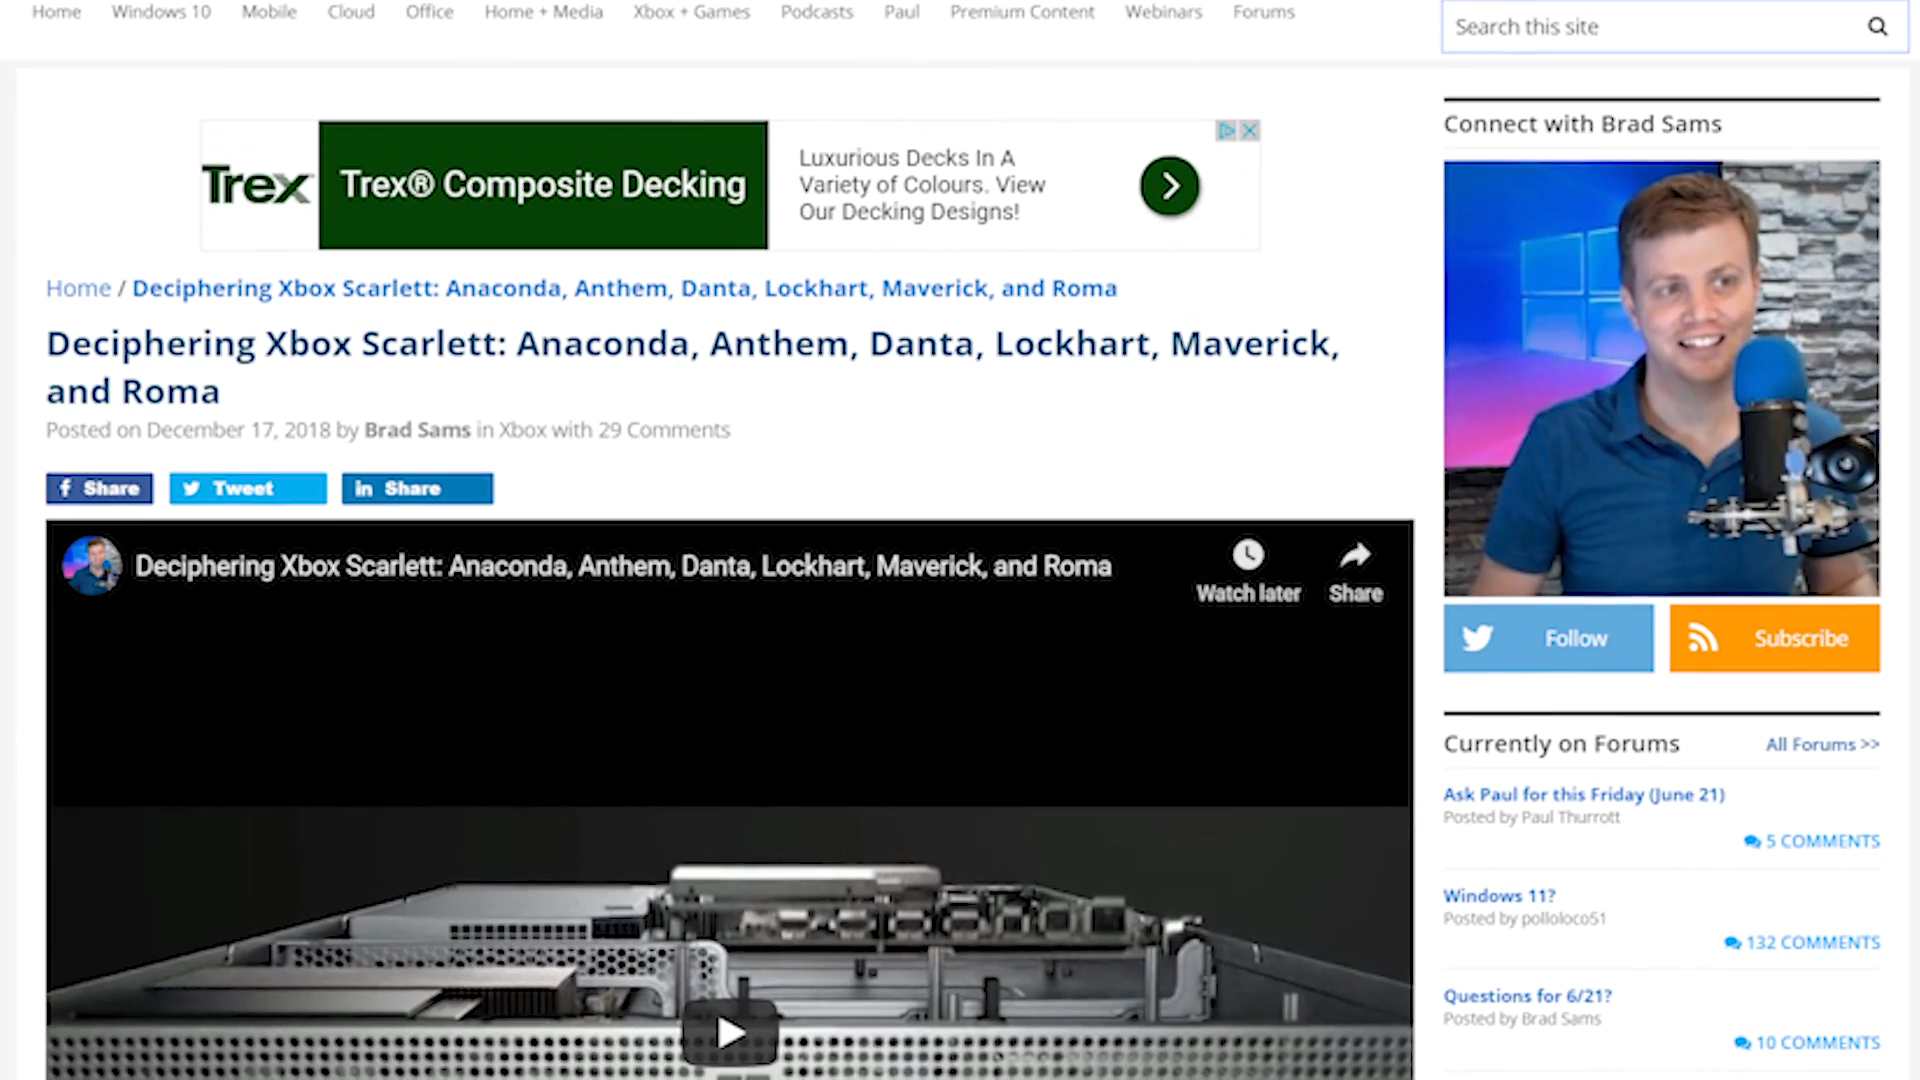 Home Windows 10 Mobile Cloud Office Home + Media Xbox + Games Podcasts Paul Premium Content Webinars Forums
Search this site
Trex
Trex® Composite Decking
Luxurious Decks In A
Variety of Colours. View
Our Decking Designs!
Home / Deciphering Xbox Scarlett: Anaconda, Anthem, Danta, Lockhart, Maverick, and Roma
Deciphering Xbox Scarlett: Anaconda, Anthem, Danta, Lockhart, Maverick,
and Roma
Posted on December 17, 2018 by Brad Sams in Xbox with 29 Comments
Share Tweet Share
Deciphering Xbox Scarlett: Anaconda, Anthem, Danta, Lockhart, Maverick, and Roma
Watch later Share
Connect with Brad Sams
Follow Subscribe
Currently on Forums All Forums >>
Ask Paul for this Friday (June 21)
Posted by Paul Thurrott
5 COMMENTS
Windows 11?
Posted by polloloco51
132 COMMENTS
Questions for 6/21?
Posted by Brad Sams
10 COMMENTS